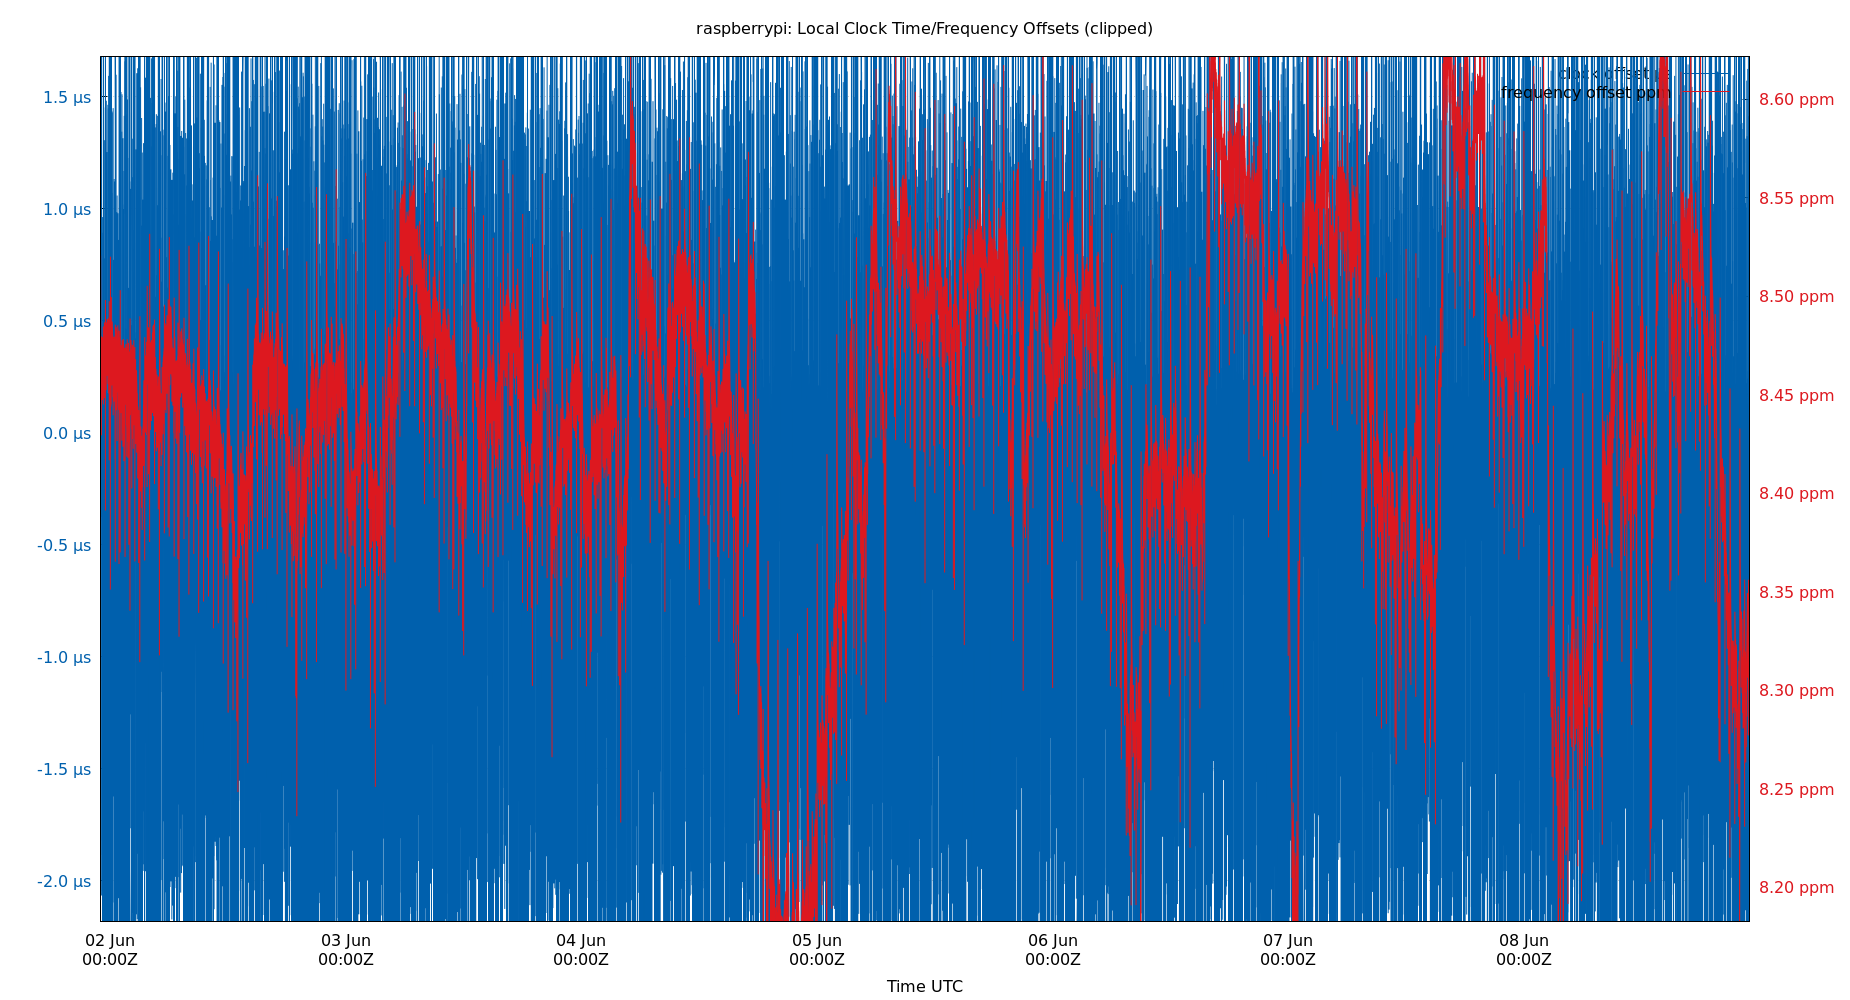 raspberrypi: Local Clock Time/Frequency Offsets (clipped)
clock offset µs
frequency offset ppm
1.5 µs
1.0 µs
0.5 µs
0.0 µs
-0.5 µs
-1.0 µs
-1.5 µs
-2.0 µs
8.60 ppm
8.55 ppm
8.50 ppm
8.45 ppm
8.40 ppm
8.35 ppm
8.30 ppm
8.25 ppm
8.20 ppm
02 Jun 03 Jun 04 Jun 05 Jun 06 Jun 07 Jun 08 Jun
00:00Z 00:00Z 00:00Z 00:00Z 00:00Z 00:00Z 00:00Z
Time UTC